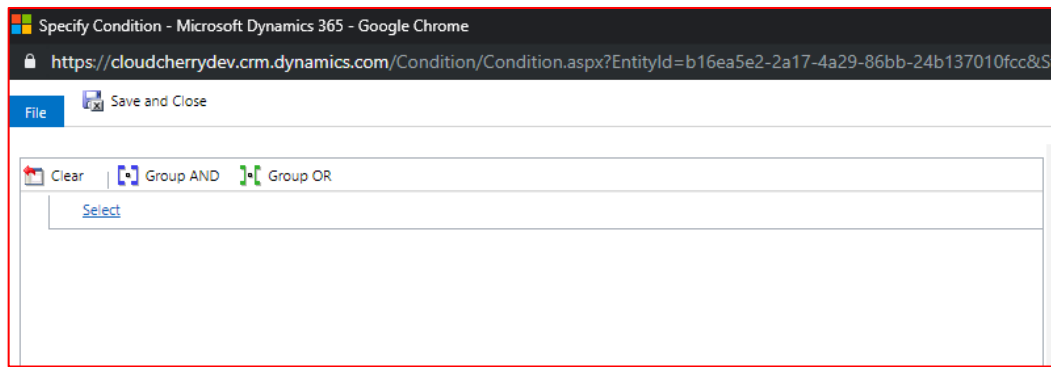 Specify Condition - Microsoft Dynamics 365 - Google Chrome
https://cloudcherrydev.crm.dynamics.com/Condition/Condition.aspx?EntityId=b16ea5e2-2a17-4a29-86bb-24b137010fcc&S
File Save and Close
Clear | Group AND Group OR
Select